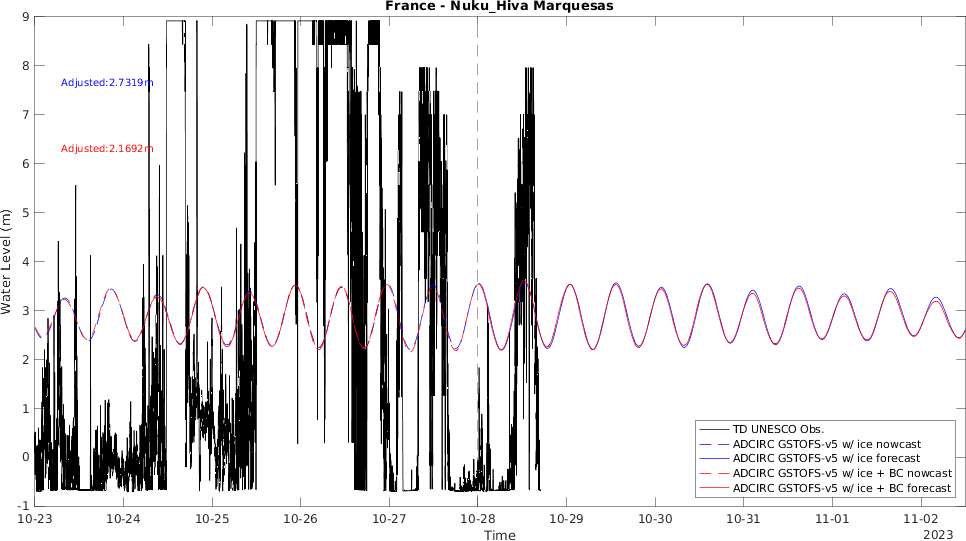 France - Nuku_Hiva Marquesas
9
8
7
6
5
4
3
2
1
0
-1
Water Level (m)
Adjusted:2.7319m
Adjusted:2.1692m
TD UNESCO Obs.
ADCIRC GSTOFS-v5 w/ ice nowcast
ADCIRC GSTOFS-v5 w/ ice forecast
ADCIRC GSTOFS-v5 w/ ice + BC nowcast
ADCIRC GSTOFS-v5 w/ ice + BC forecast
10-23 10-24 10-25 10-26 10-27 10-28 10-29 10-30 10-31 11-01 11-02
Time
2023